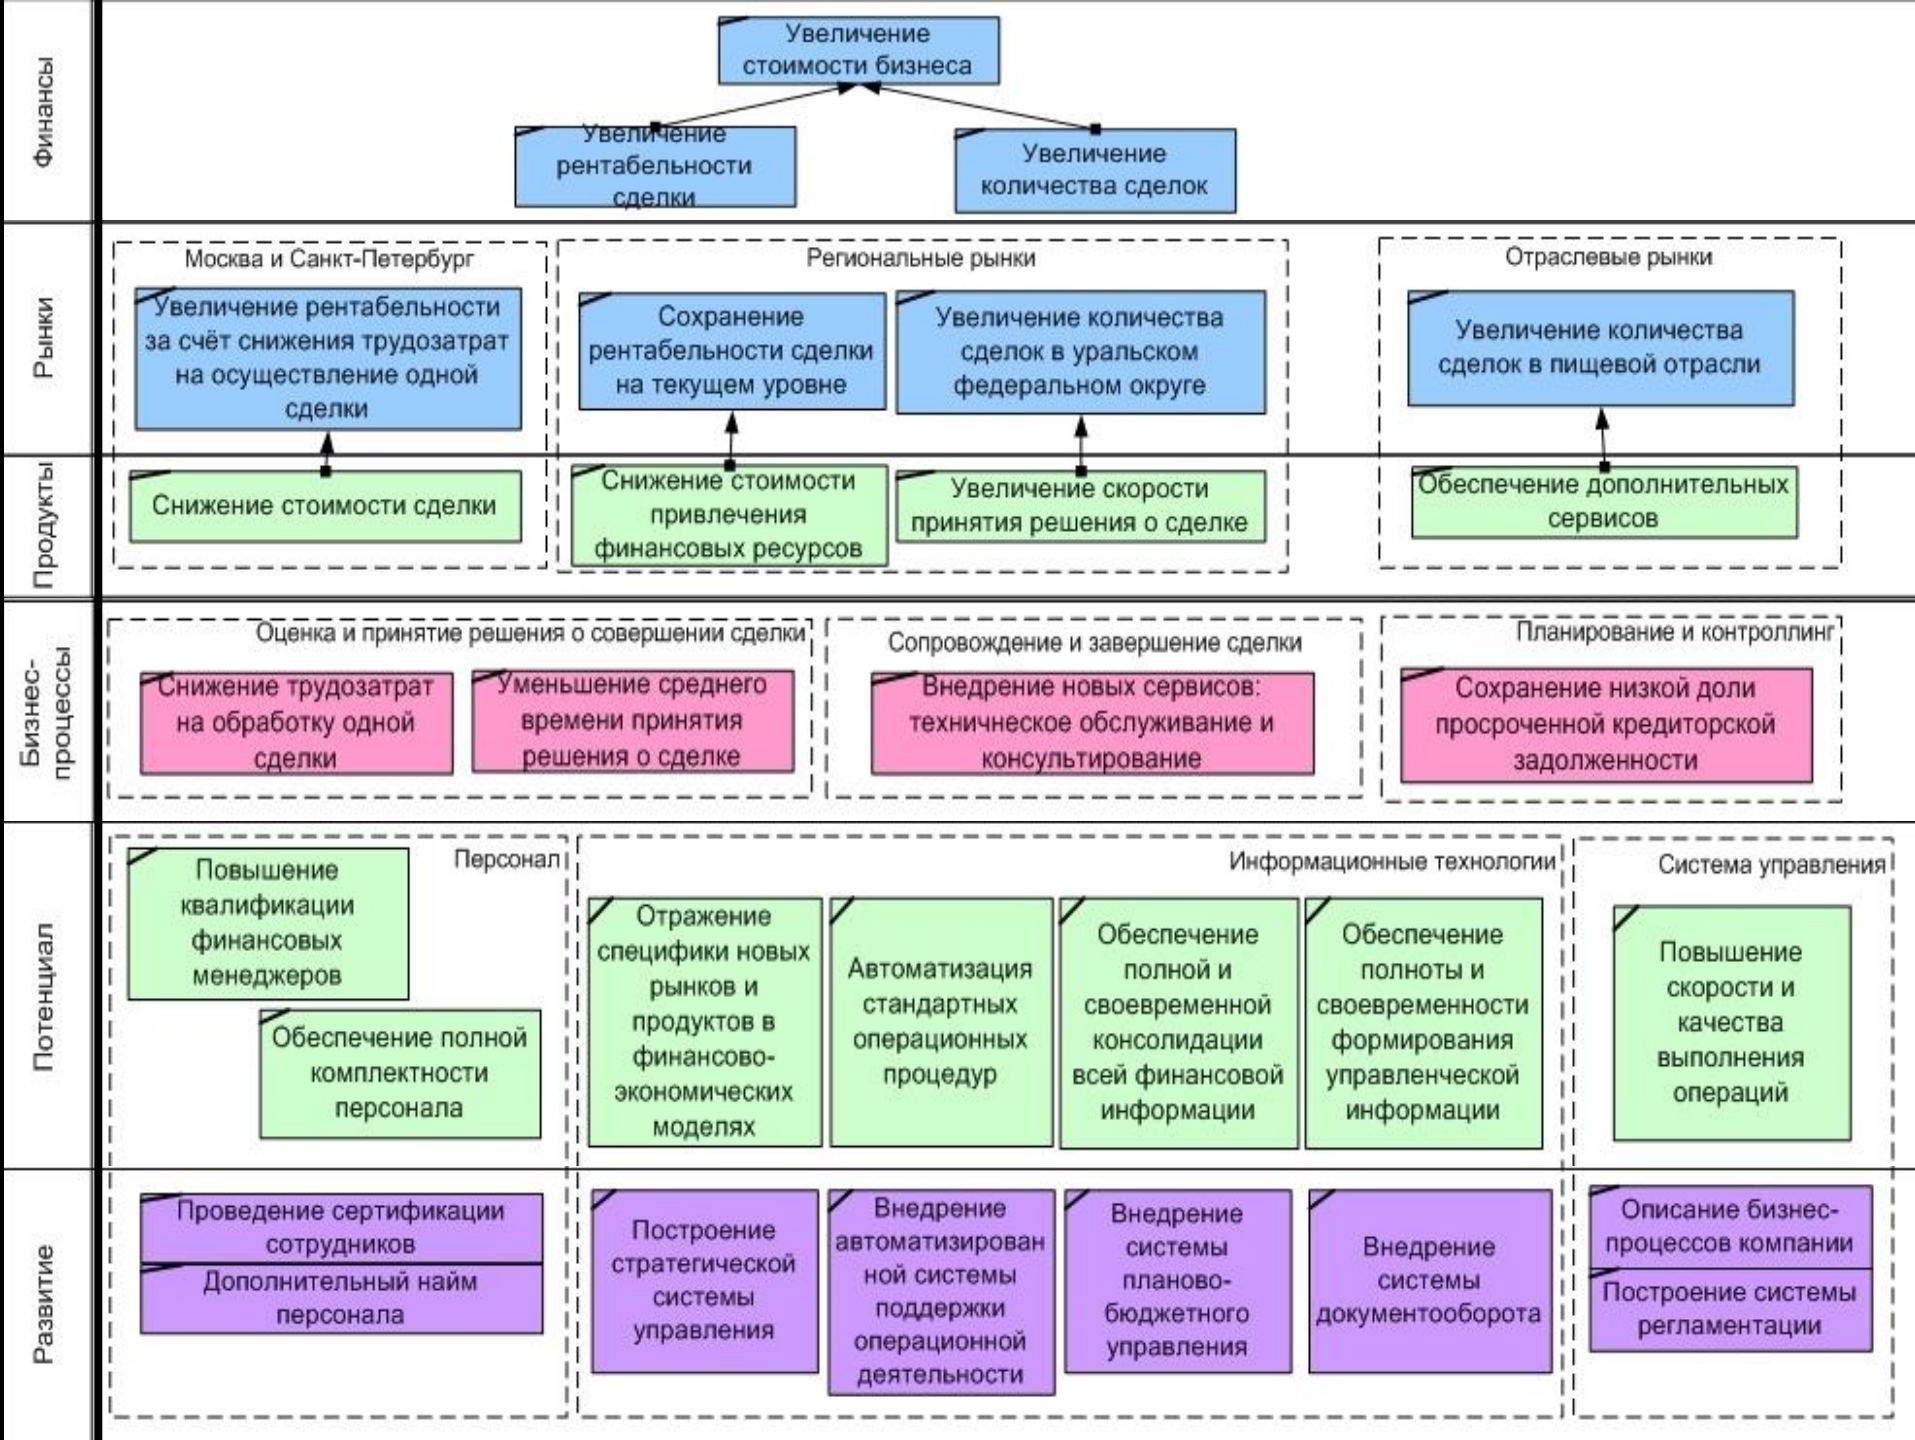 Финансы
Увеличение
стоимости бизнеса
Увеличение
рентабельности
сделки
Увеличение
количества сделок
Рынки
Москва и Санкт-Петербург
Увеличение рентабельности
за счёт снижения трудозатрат
на осуществление одной
сделки
Региональные рынки
Сохранение
рентабельности сделки
на текущем уровне
Увеличение количества
сделок в уральском
федеральном округе
Отраслевые рынки
Увеличение количества
сделок в пищевой отрасли
Продукты
Снижение стоимости сделки
Снижение стоимости
привлечения
финансовых ресурсов
Увеличение скорости
принятия решения о сделке
Обеспечение дополнительных
сервисов
Бизнес-
процессы
Оценка и принятие решения о совершении сделки
Снижение трудозатрат
на обработку одной
сделки
Уменьшение среднего
времени принятия
решения о сделке
Сопровождение и завершение сделки
Внедрение новых сервисов:
техничнское обслуживание и
консультирование
Планирование и контроллинг
Сохранение низкой доли
просроченной кредиторской
задолженности
Потенциал
Персонал
Повышение
квалификации
финансовых
менеджеров
Обеспечение полной
комплектности
персонала
Информационные технологии
Отражение
специфики новых
рынков и
продуктов в
финансово-
экономических
моделях
Автоматизация
стандартных
операционных
процедур
Обеспечение
полной и
своевременной
консолидации
всей финансовой
информации
Обеспечение
полноты и
своевременности
формирования
управленческой
информации
Система управления
Повышение
скорости и
качества
выполнения
операций
Развитие
Проведение сертификации
сотрудников
Дополнительный найм
персонала
Построение
стратегической
системы
управления
Внедрение
автоматизирован
ной системы
поддержки
операционной
деятельности
Внедрение
системы
планово-
бюджетного
управления
Внедрение
системы
документооборота
Описание бизнес-
процессов компании
Построение системы
регламентации